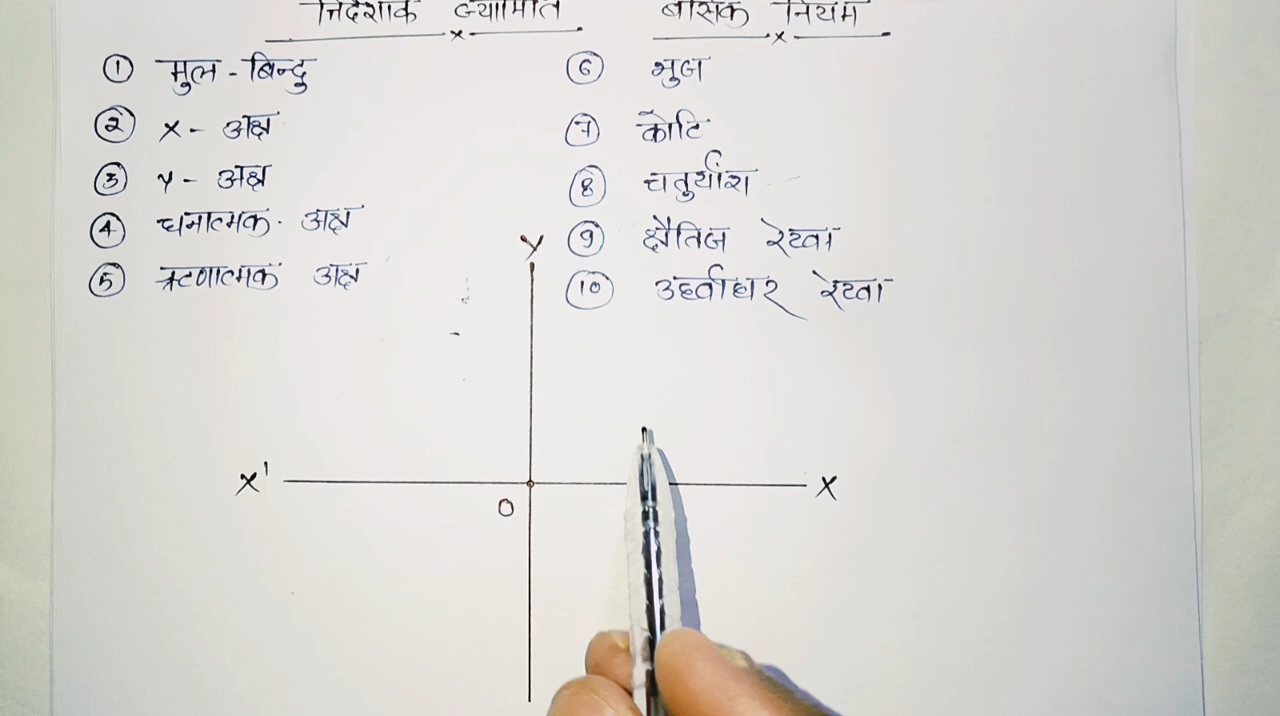 निर्देशांक ज्यामिति बेसिक नियम
① मुल - बिन्दु
② x - अक्ष
③ y - अक्ष
④ धनात्मक - अक्ष
⑤ ऋणात्मक अक्ष
⑥ भुज
⑦ कोटि
⑧ चतुर्थांश
⑨ क्षैतिज रेखा
⑩ उर्ध्वाधर रेखा
Y
X' X
O